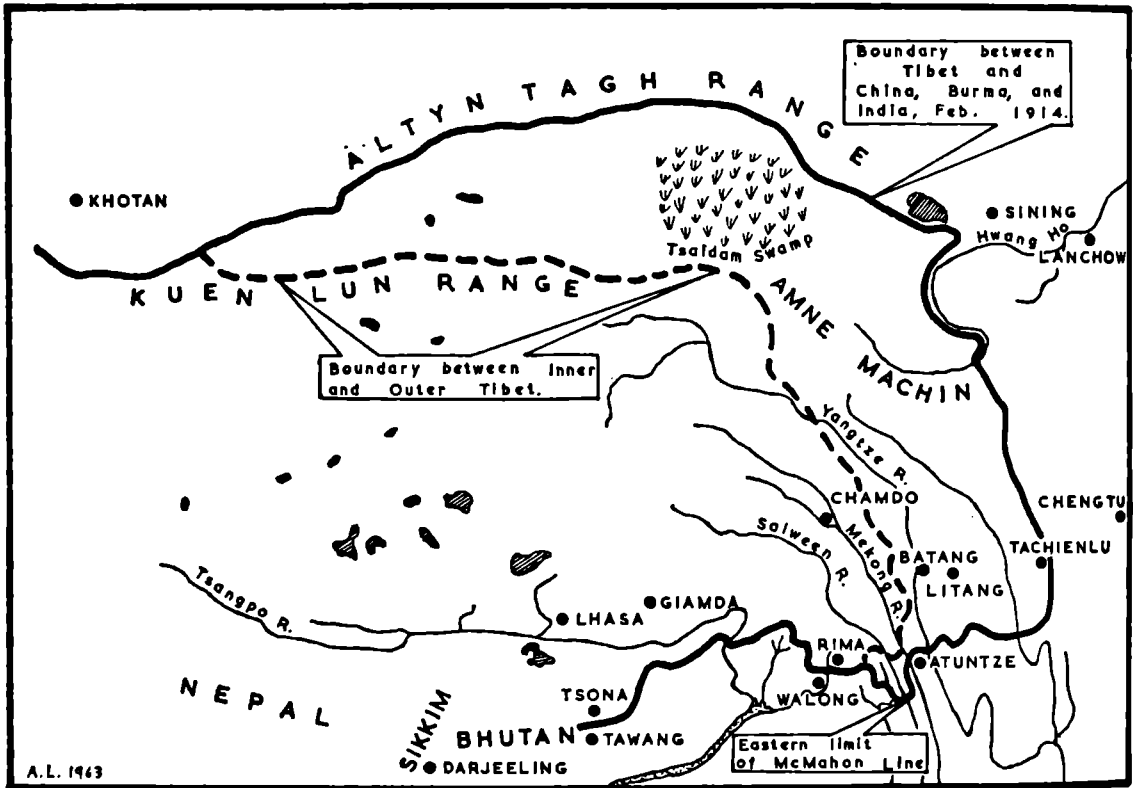 Boundary between
Tibet and
China, Burma, and
India, Feb. 1914.
ALTYN TAGH RANGE
KHOTAN
SINING
Hwang Ho
LANCHOW
Tsaidam Swamp
KUEN LUN RANGE
AMNE MACHIN
Boundary between Inner
and Outer Tibet.
Yangtze R.
CHAMDO
CHENGTU
Salween R.
Mekong R.
BATANG
TACHIENLU
LITANG
Tsangpo R.
GIAMDA
LHASA
RIMA
ATUNTZE
NEPAL
TSONA
WALONG
SIKKIM
BHUTAN
TAWANG
Eastern limit
of McMahon Line
A.L. 1963
DARJEELING